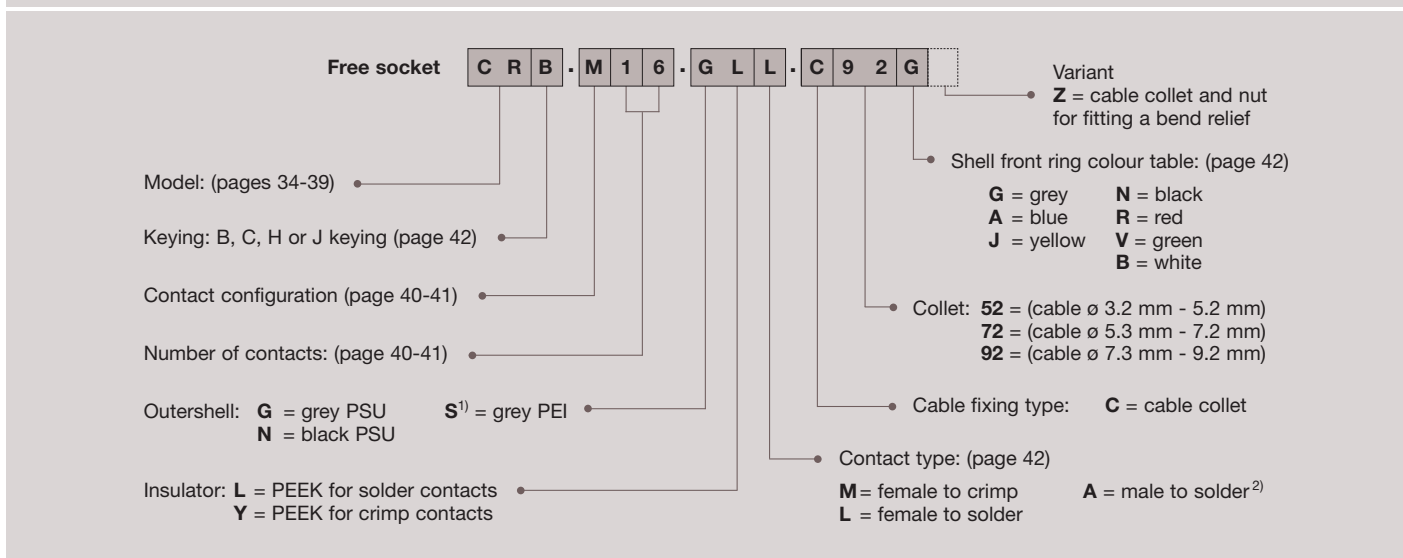 Free socket C R B . M 1 6 . G L L . C 9 2 G
Variant
Z = cable collet and nut
for fitting a bend relief
Shell front ring colour table: (page 42)
G = grey N = black
A = blue R = red
J = yellow V = green
B = white
Model: (pages 34-39)
Keying: B, C, H or J keying (page 42)
Contact configuration (page 40-41)
Collet: 52 = (cable ø 3.2 mm - 5.2 mm)
72 = (cable ø 5.3 mm - 7.2 mm)
92 = (cable ø 7.3 mm - 9.2 mm)
Number of contacts: (page 40-41)
Outershell: G = grey PSU S1) = grey PEI
N = black PSU
Cable fixing type: C = cable collet
Contact type: (page 42)
M = female to crimp A = male to solder2)
L = female to solder
Insulator: L = PEEK for solder contacts
Y = PEEK for crimp contacts